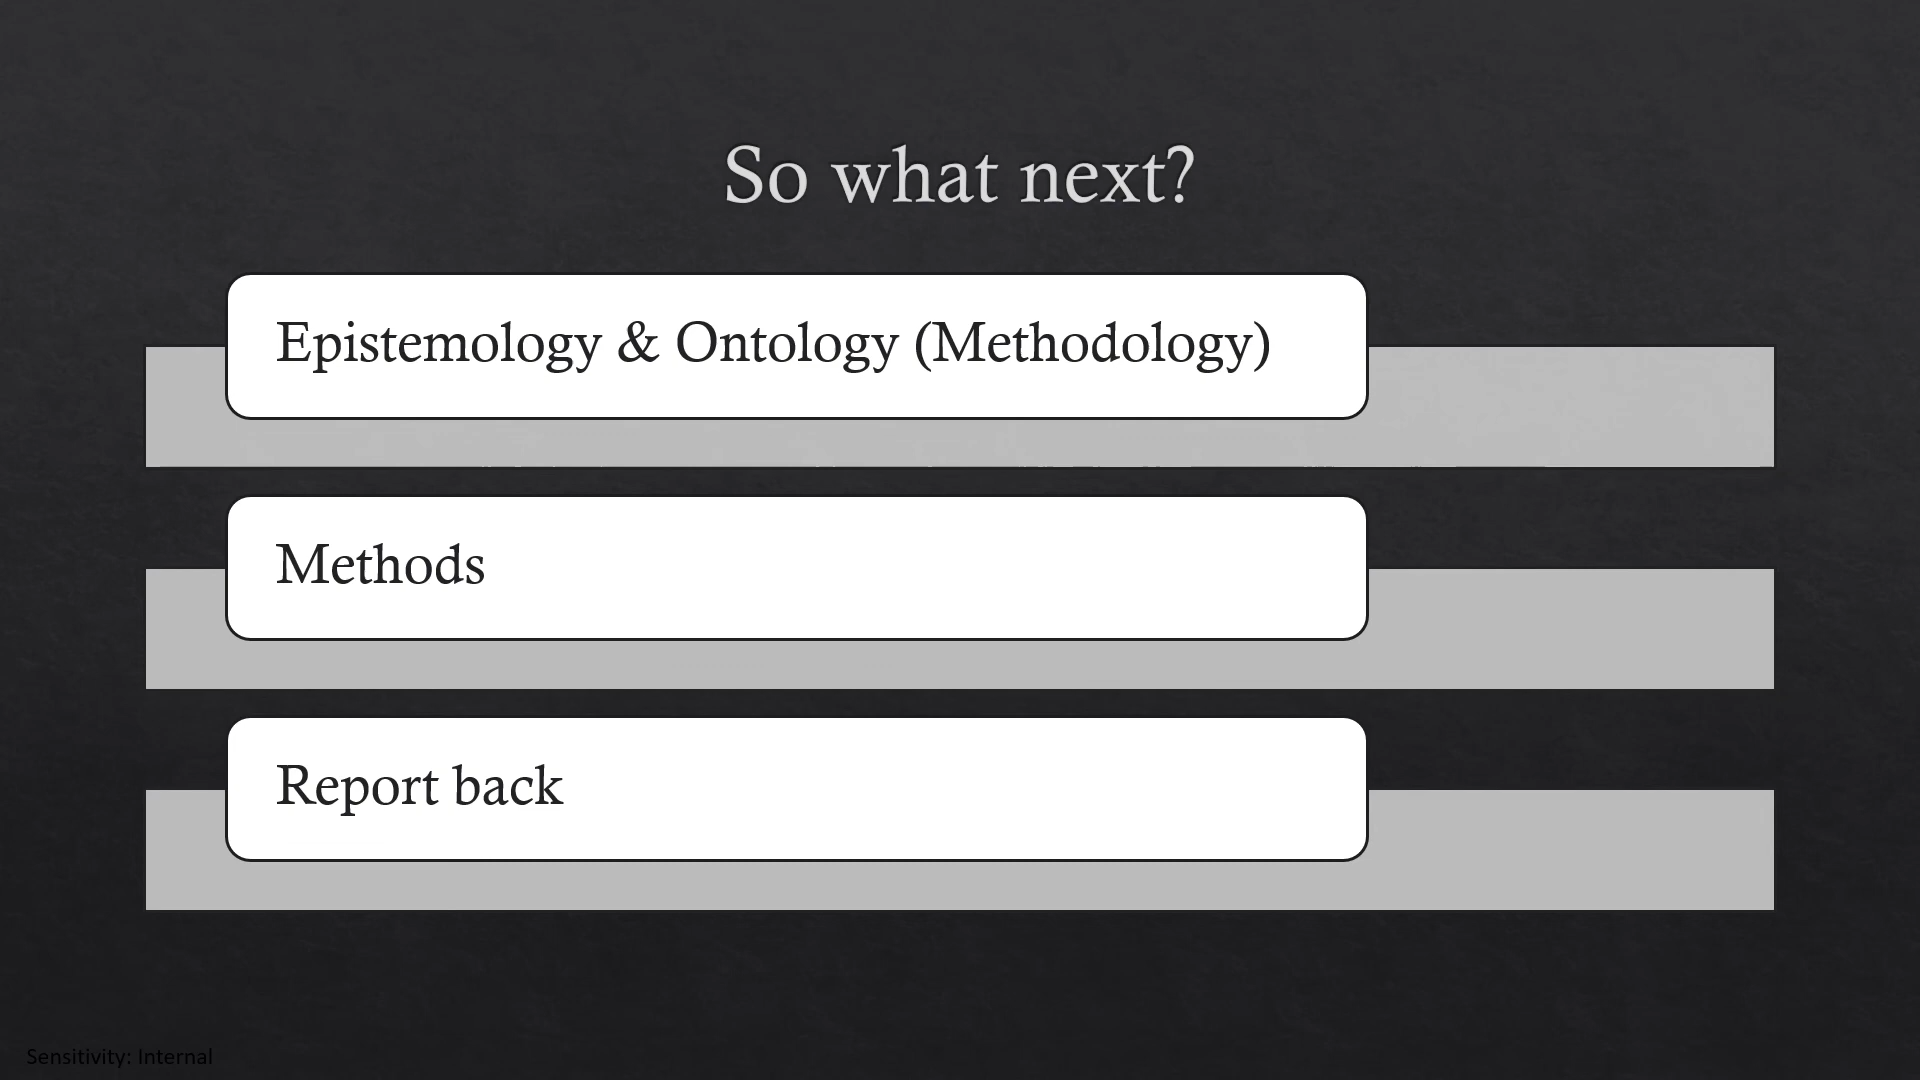 So what next?
Epistemology & Ontology (Methodology)
Methods
Report back
Sensitivity: Internal